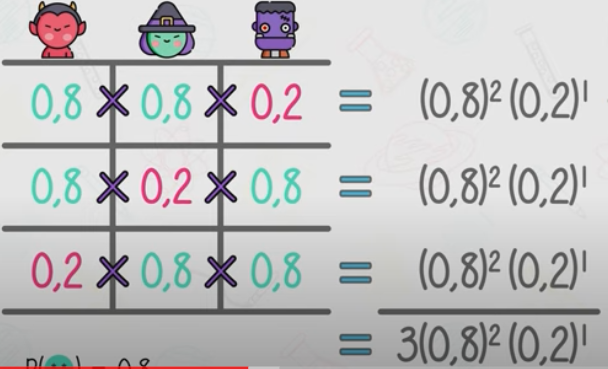 0,8 × 0,8 × 0,2 = (0,8)² (0,2)¹
0,8 × 0,2 × 0,8 = (0,8)² (0,2)¹
0,2 × 0,8 × 0,8 = (0,8)² (0,2)¹
= 3(0,8)² (0,2)¹